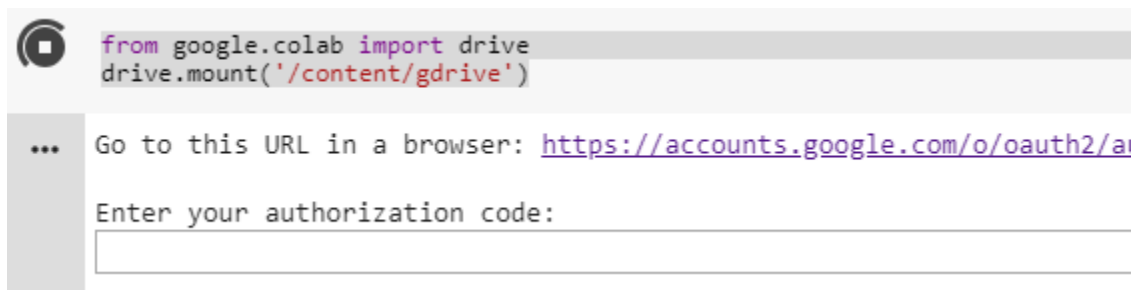 from google.colab import drive
drive.mount('/content/gdrive')
Go to this URL in a browser: https://accounts.google.com/o/oauth2/
Enter your authorization code: